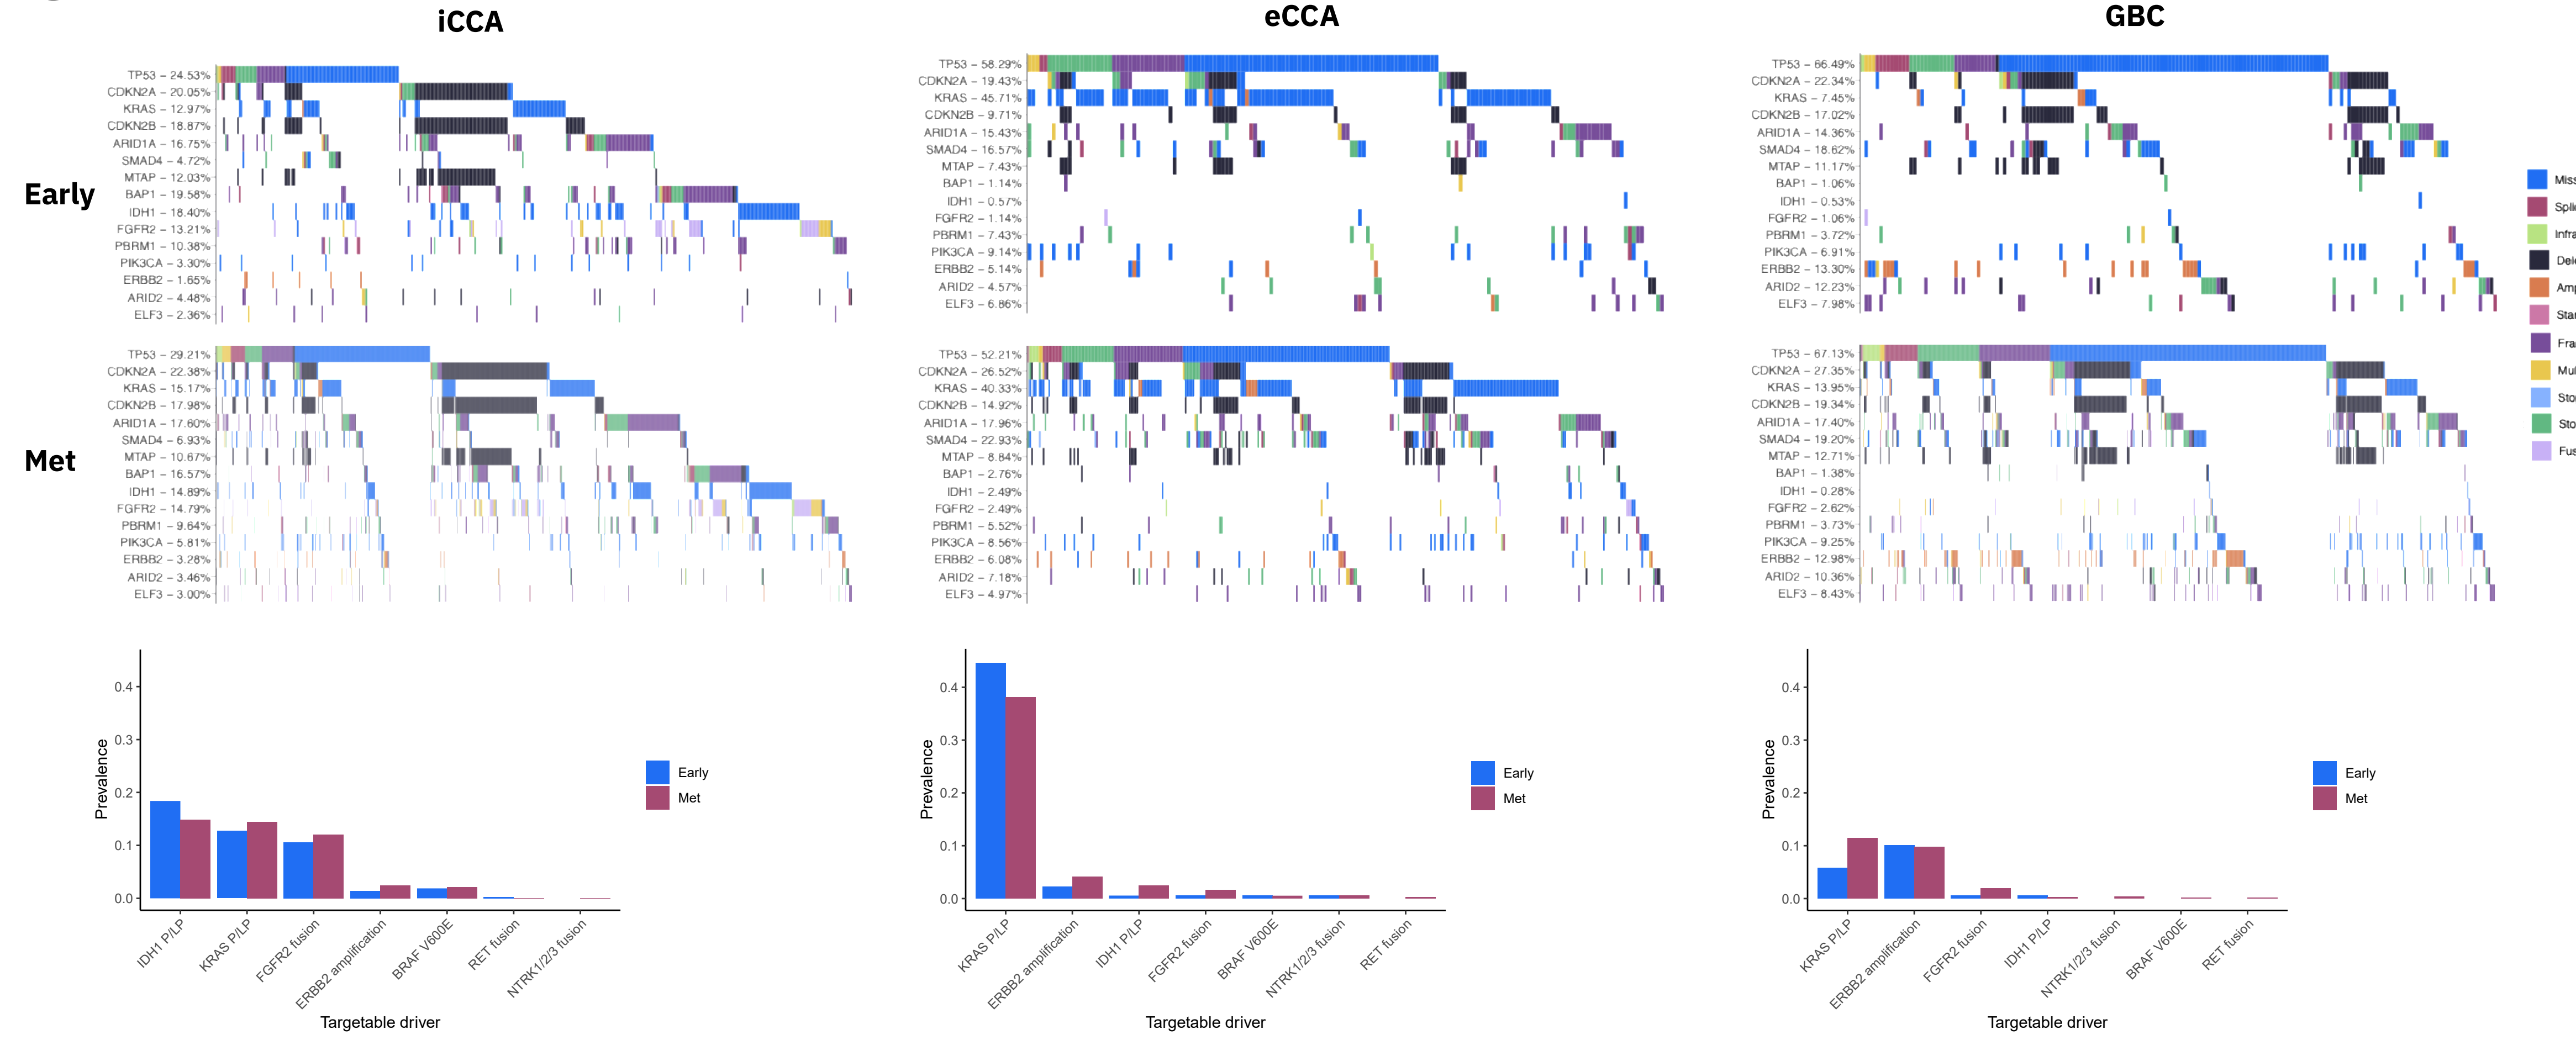 iCCA
eCCA
GBC
Early
TP53 – 24.53%
CDKN2A – 20.05%
KRAS – 12.97%
CDKN2B – 18.87%
ARID1A – 16.75%
SMAD4 – 4.72%
MTAP – 12.03%
BAP1 – 19.58%
IDH1 – 18.40%
FGFR2 – 13.21%
PBRM1 – 10.38%
PIK3CA – 3.30%
ERBB2 – 1.65%
ARID2 – 4.48%
ELF3 – 2.36%
TP53 – 58.29%
CDKN2A – 19.43%
KRAS – 45.71%
CDKN2B – 9.71%
ARID1A – 15.43%
SMAD4 – 16.57%
MTAP – 7.43%
BAP1 – 1.14%
IDH1 – 0.57%
FGFR2 – 1.14%
PBRM1 – 7.43%
PIK3CA – 9.14%
ERBB2 – 5.14%
ARID2 – 4.57%
ELF3 – 6.86%
TP53 – 66.49%
CDKN2A – 22.34%
KRAS – 7.45%
CDKN2B – 17.02%
ARID1A – 14.36%
SMAD4 – 18.62%
MTAP – 11.17%
BAP1 – 1.06%
IDH1 – 0.53%
FGFR2 – 1.06%
PBRM1 – 3.72%
PIK3CA – 6.91%
ERBB2 – 13.30%
ARID2 – 12.23%
ELF3 – 7.98%
Miss
Spli
Infra
Dele
Amp
Star
Fra
Mul
Sto
Sto
Fus
Met
TP53 – 29.21%
CDKN2A – 22.38%
KRAS – 15.17%
CDKN2B – 17.98%
ARID1A – 17.60%
SMAD4 – 6.93%
MTAP – 10.67%
BAP1 – 16.57%
IDH1 – 14.89%
FGFR2 – 14.79%
PBRM1 – 9.64%
PIK3CA – 5.81%
ERBB2 – 3.28%
ARID2 – 3.46%
ELF3 – 3.00%
TP53 – 52.21%
CDKN2A – 26.52%
KRAS – 40.33%
CDKN2B – 14.92%
ARID1A – 17.96%
SMAD4 – 22.93%
MTAP – 8.84%
BAP1 – 2.76%
IDH1 – 2.49%
FGFR2 – 2.49%
PBRM1 – 5.52%
PIK3CA – 8.56%
ERBB2 – 6.08%
ARID2 – 7.18%
ELF3 – 4.97%
TP53 – 67.13%
CDKN2A – 27.35%
KRAS – 13.95%
CDKN2B – 19.34%
ARID1A – 17.40%
SMAD4 – 19.20%
MTAP – 12.71%
BAP1 – 1.38%
IDH1 – 0.28%
FGFR2 – 2.62%
PBRM1 – 3.73%
PIK3CA – 9.25%
ERBB2 – 12.98%
ARID2 – 10.36%
ELF3 – 8.43%
Prevalence
0.4
0.3
0.2
0.1
0.0
IDH1 P/LP
KRAS P/LP
FGFR2 fusion
ERBB2 amplification
BRAF V600E
RET fusion
NTRK1/2/3 fusion
Targetable driver
Early
Met
Prevalence
0.4
0.3
0.2
0.1
0.0
KRAS P/LP
ERBB2 amplification
IDH1 P/LP
FGFR2 fusion
BRAF V600E
NTRK1/2/3 fusion
RET fusion
Targetable driver
Early
Met
Prevalence
0.4
0.3
0.2
0.1
0.0
KRAS P/LP
ERBB2 amplification
FGFR2 fusion
IDH1 P/LP
NTRK1/2/3 fusion
BRAF V600E
RET fusion
Targetable driver
Early
Met